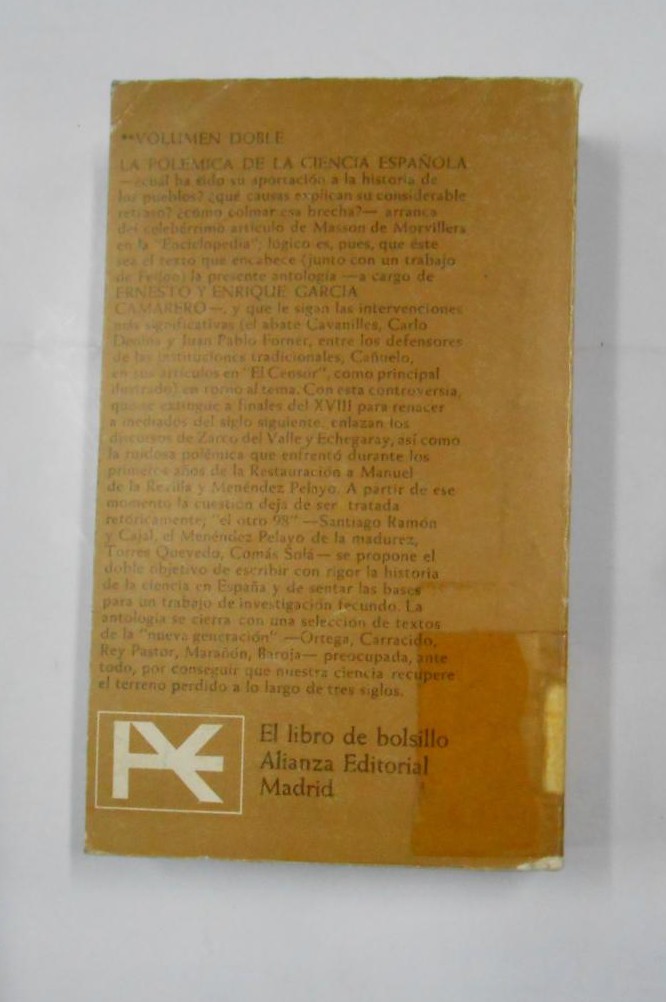 **VOLUMEN DOBLE
LA POLEMICA DE LA CIENCIA ESPAÑOLA
—¿cuál ha sido su aportación a la historia de
los pueblos? ¿qué causas explican su considerable
retraso? ¿cómo colmar esa brecha?— arranca
del celebérrimo artículo de Masson de Morvillers
en la "Enciclopedia"; lógico es, pues, que éste
sea el texto que encabece (junto con un trabajo
de Feijoo) la presente antología —a cargo de
ERNESTO Y ENRIQUE GARCIA
CAMARERO—, y que le sigan las intervenciones
más significativas (el abate Cavanilles, Carlo
Denina y Juan Pablo Forner, entre los defensores
de las instituciones tradicionales, Cañuelo,
en sus artículos en "El Censor", como principal
ilustrado) en torno al tema. Con esta controversia,
que se extingue a finales del XVIII para renacer
a mediados del siglo siguiente, enlazan los
discursos de Zarco del Valle y Echegaray, así como
la ruidosa polémica que enfrentó durante los
primeros años de la Restauración a Manuel
de la Revilla y Menéndez Pelayo. A partir de ese
momento la cuestión deja de ser tratada
retóricamente; "el otro 98" —Santiago Ramón
y Cajal, el Menéndez Pelayo de la madurez,
Torres Quevedo, Comás Solá— se propone el
doble objetivo de escribir con rigor la historia
de la ciencia en España y de sentar las bases
para un trabajo de investigación fecundo. La
antología se cierra con una selección de textos
de la "nueva generación" —Ortega, Carracido,
Rey Pastor, Marañón, Baroja— preocupada, ante
todo, por conseguir que nuestra ciencia recupere
el terreno perdido a lo largo de tres siglos.
El libro de bolsillo
Alianza Editorial
Madrid